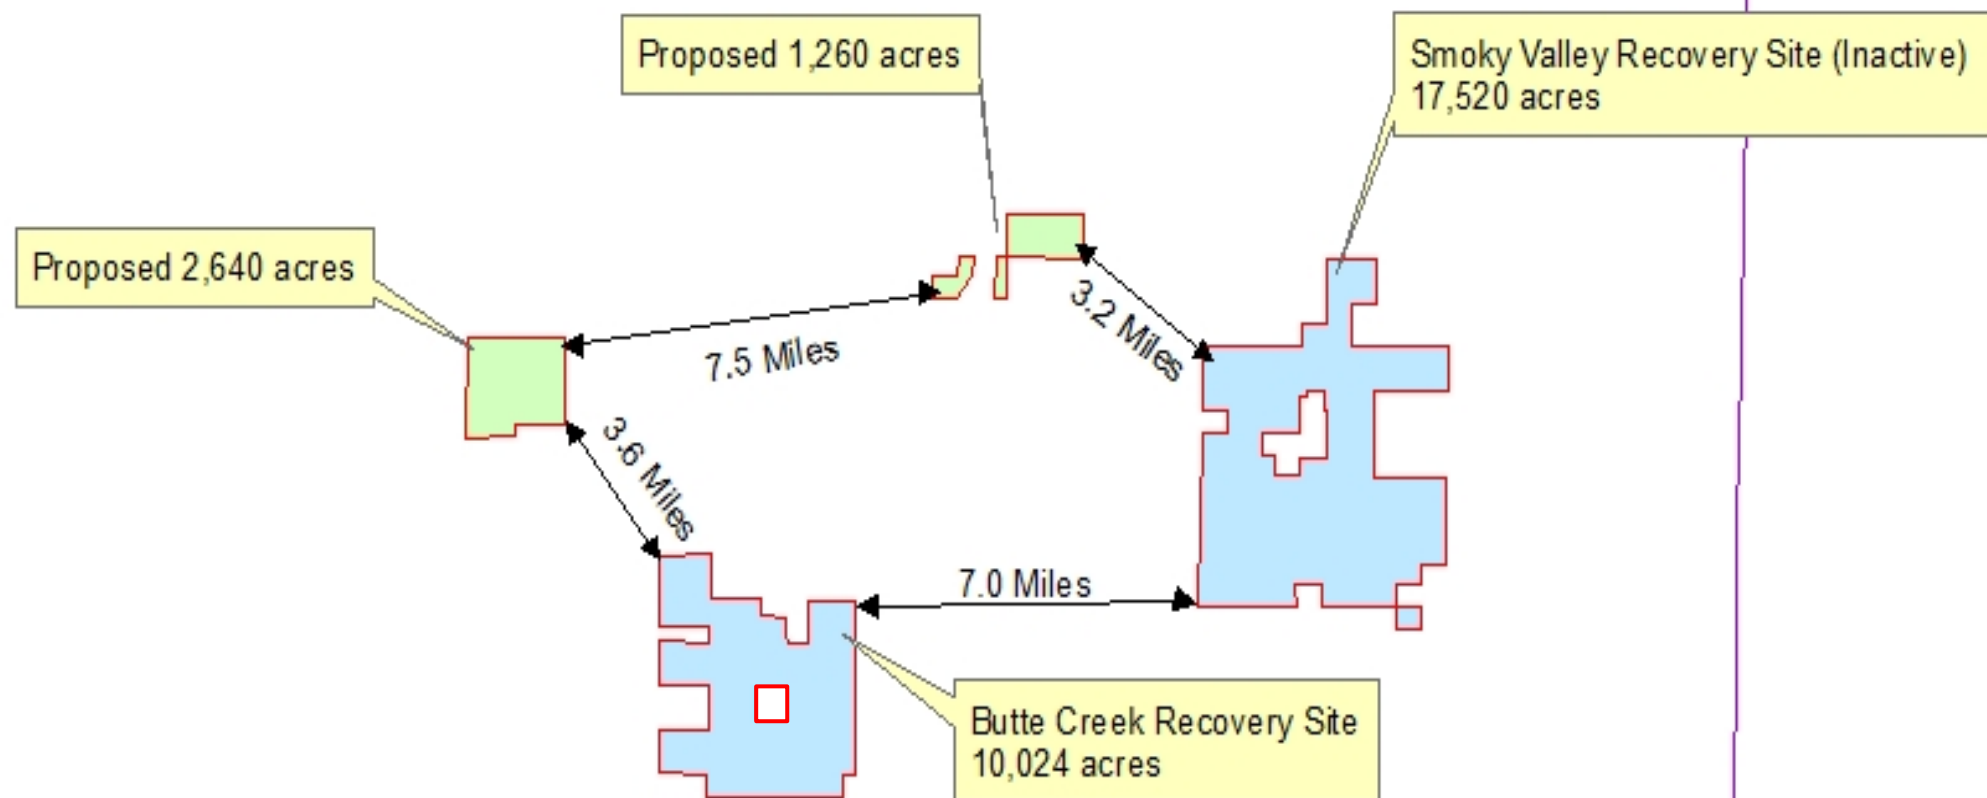 Proposed 1,260 acres
Smoky Valley Recovery Site (Inactive)
17,520 acres
Proposed 2,640 acres
3.2 Miles
7.5 Miles
3.6 Miles
7.0 Miles
Butte Creek Recovery Site
10,024 acres